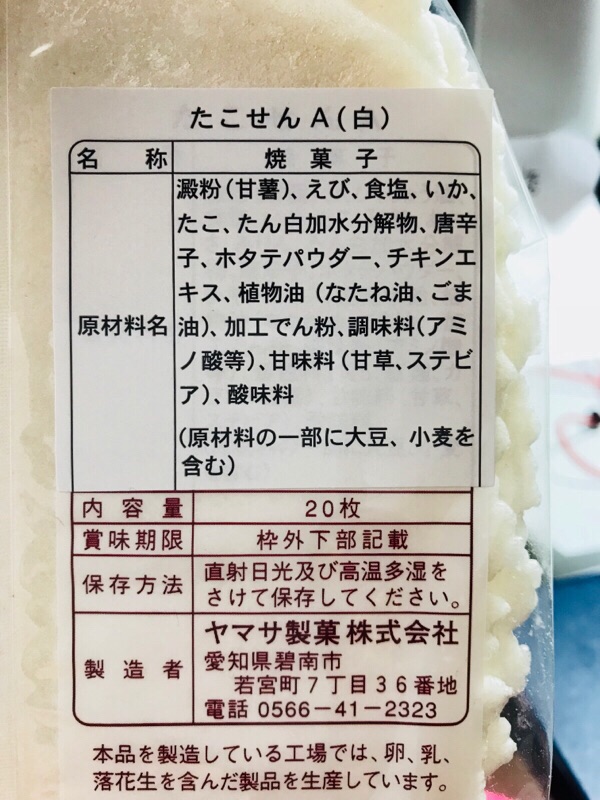 たこせんA(白)
名称 焼菓子
原材料名 澱粉(甘薯)、えび、食塩、いか、
たこ、たん白加水分解物、唐辛
子、ホタテパウダー、チキンエ
キス、植物油(なたね油、ごま
油)、加工でん粉、調味料(アミ
ノ酸等)、甘味料(甘草、ステビ
ア)、酸味料
(原材料の一部に大豆、小麦を
含む)
内容量 20枚
賞味期限 枠外下部記載
保存方法 直射日光及び高温多湿を
さけて保存してください。
製造者 ヤマサ製菓株式会社
愛知県碧南市
若宮町7丁目36番地
電話 0566-41-2323
本品を製造している工場では、卵、乳、
落花生を含んだ製品を生産しています。